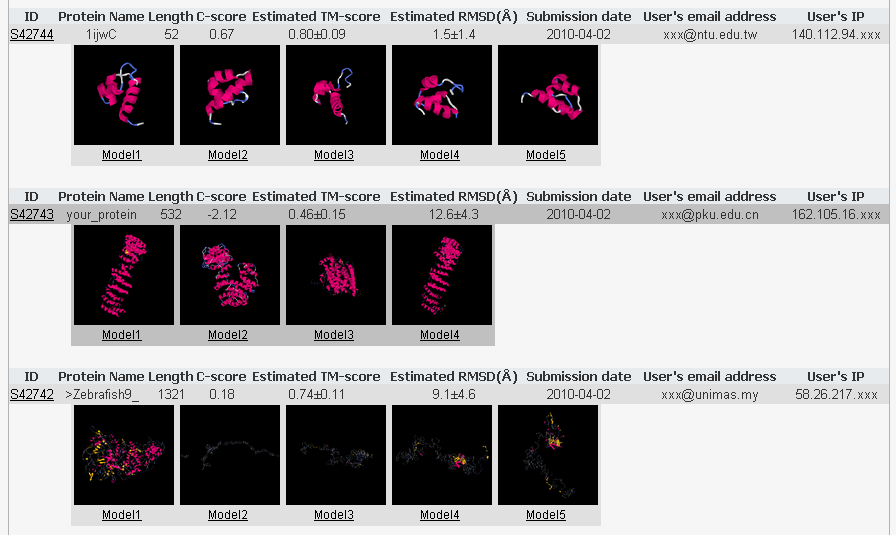 ID Protein Name Length C-score Estimated TM-score Estimated RMSD(Å) Submission date User's email address User's IP
S42744 1ijwC 52 0.67 0.80±0.09 1.5±1.4 2010-04-02 xxx@ntu.edu.tw 140.112.94.xxx
Model1 Model2 Model3 Model4 Model5
ID Protein Name Length C-score Estimated TM-score Estimated RMSD(Å) Submission date User's email address User's IP
S42743 your_protein 532 -2.12 0.46±0.15 12.6±4.3 2010-04-02 xxx@pku.edu.cn 162.105.16.xxx
Model1 Model2 Model3 Model4
ID Protein Name Length C-score Estimated TM-score Estimated RMSD(Å) Submission date User's email address User's IP
S42742 >Zebrafish9_ 1321 0.18 0.74±0.11 9.1±4.6 2010-04-02 xxx@unimas.my 58.26.217.xxx
Model1 Model2 Model3 Model4 Model5